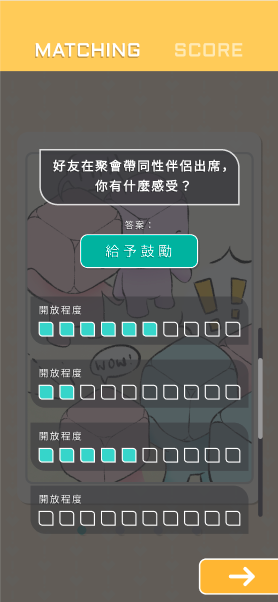 MATCHING SCORE
好友在聚會帶同性伴侶出席，
你有什麼感受？
答案：
給予鼓勵
開放程度
開放程度
WOW!
開放程度
開放程度